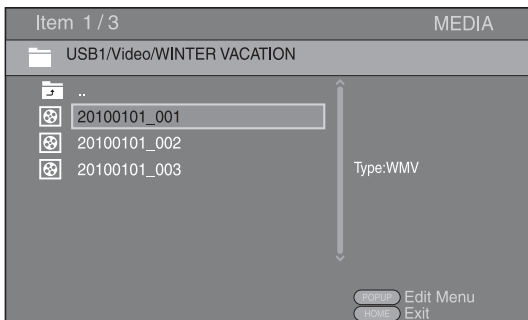 Item 1/3
MEDIA
USB1/Video/WINTER VACATION
..
20100101_001
20100101_002
20100101_003
Type:WMV
POPUP Edit Menu
HOME Exit